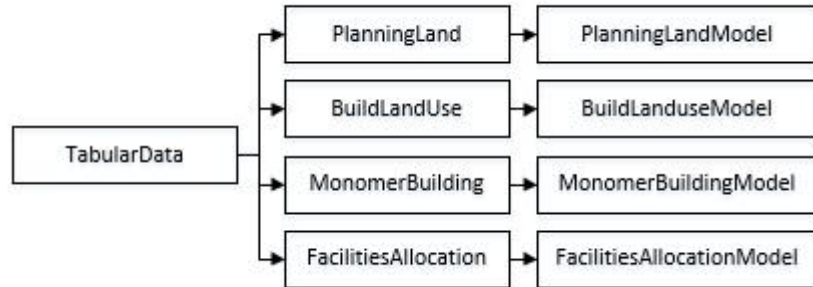 PlanningLand
PlanningLandModel
BuildLandUse
BuildLanduseModel
TabularData
MonomerBuilding
MonomerBuildingModel
FacilitiesAllocation
FacilitiesAllocationModel